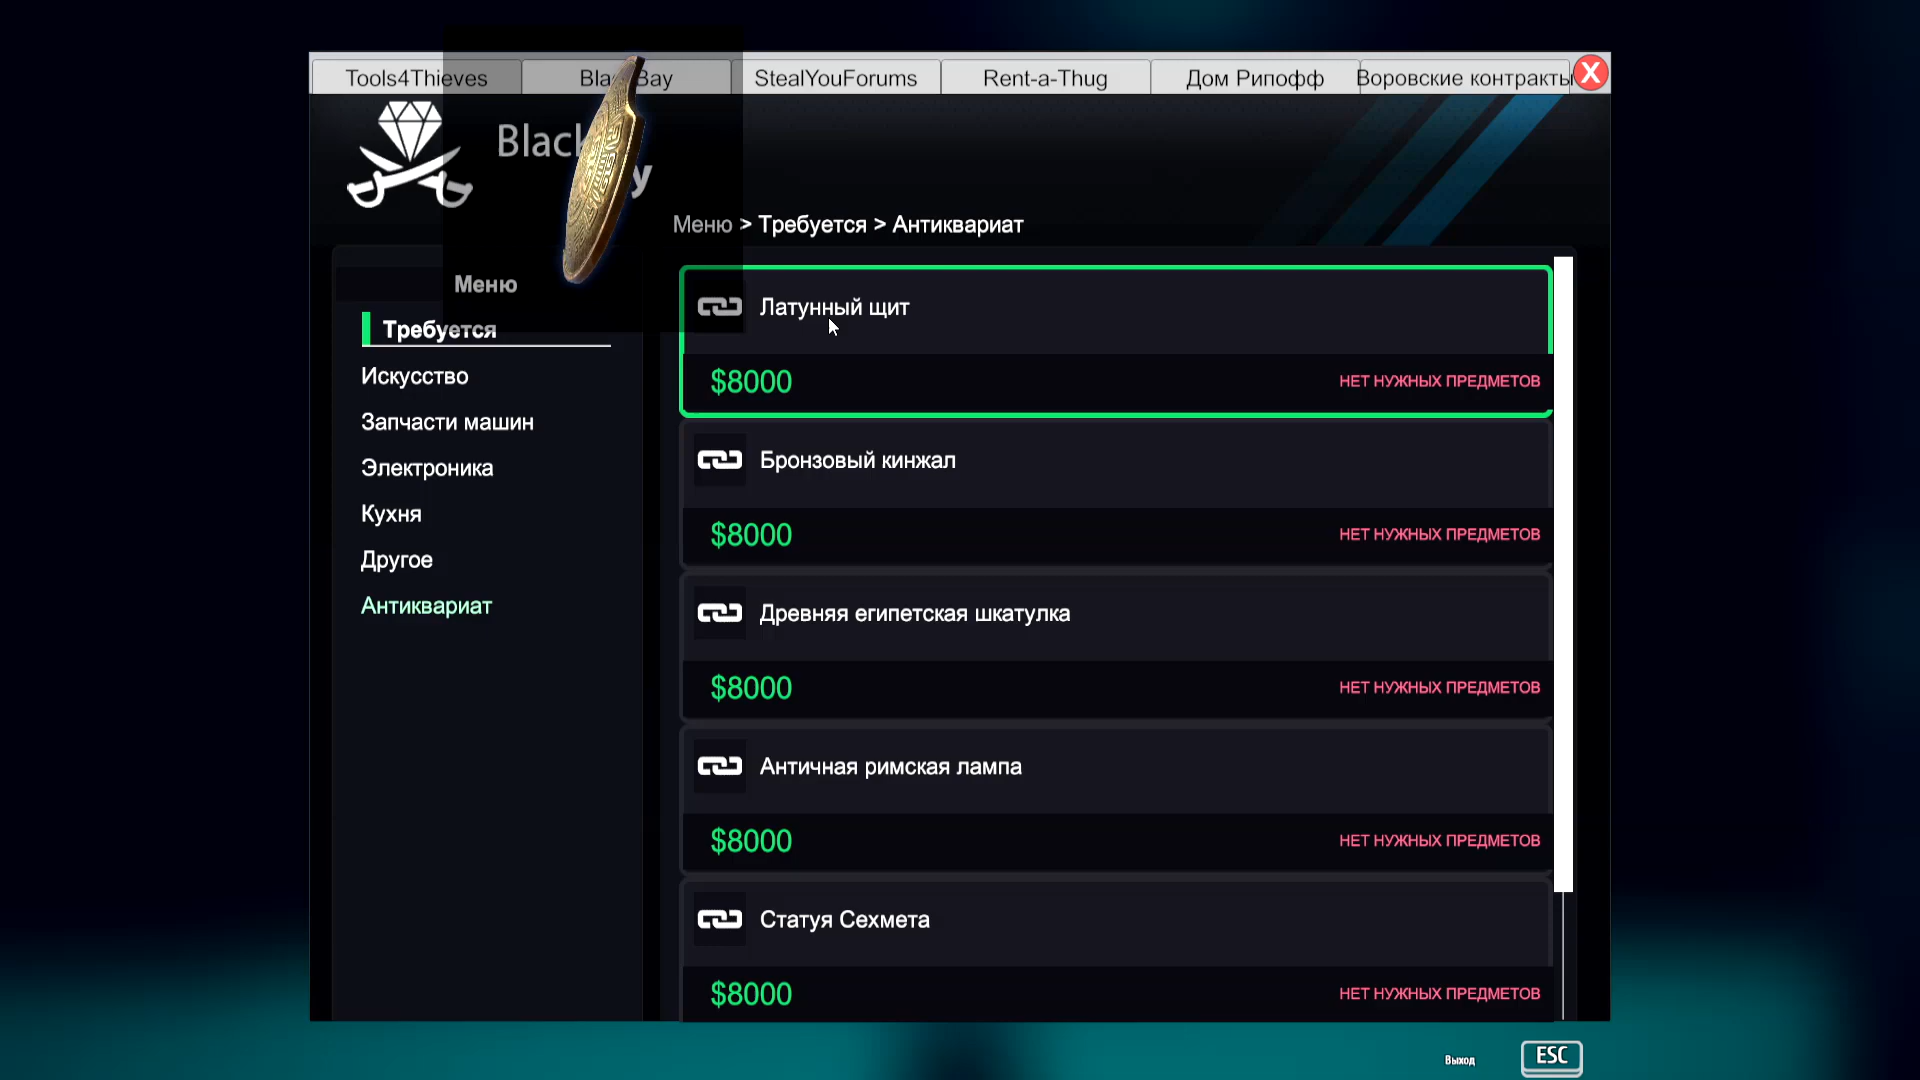 Tools4Thieves
BlackBay
StealYouForums
Rent-a-Thug
Дом Рипофф
Воровские контракты
X
Black
y
Меню > Требуется > Антиквариат
Меню
Требуется
Искусство
Запчасти машин
Электроника
Кухня
Другое
Антиквариат
Латунный щит
$8000
НЕТ НУЖНЫХ ПРЕДМЕТОВ
Бронзовый кинжал
$8000
НЕТ НУЖНЫХ ПРЕДМЕТОВ
Древняя египетская шкатулка
$8000
НЕТ НУЖНЫХ ПРЕДМЕТОВ
Античная римская лампа
$8000
НЕТ НУЖНЫХ ПРЕДМЕТОВ
Статуя Сехмета
$8000
НЕТ НУЖНЫХ ПРЕДМЕТОВ
Выход
ESC